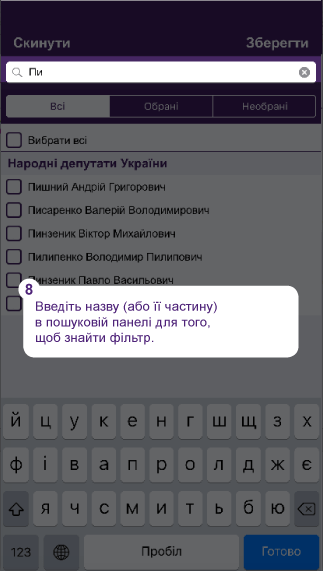 Скинути Зберегти
Пи
Всі Обрані Необрані
Вибрати всі
Народні депутати України
Пишний Андрій Григорович
Писаренко Валерій Володимирович
Пинзеник Віктор Михайлович
Пилипенко Володимир Пилипович
Пинзеник Павло Васильович
8
Введіть назву (або її частину)
в пошуковій панелі для того,
щоб знайти фільтр.
й ц у к е н г ш щ з х
ф і в а п р о л д ж є
я ч с м и т ь б ю
123 Пробіл Готово